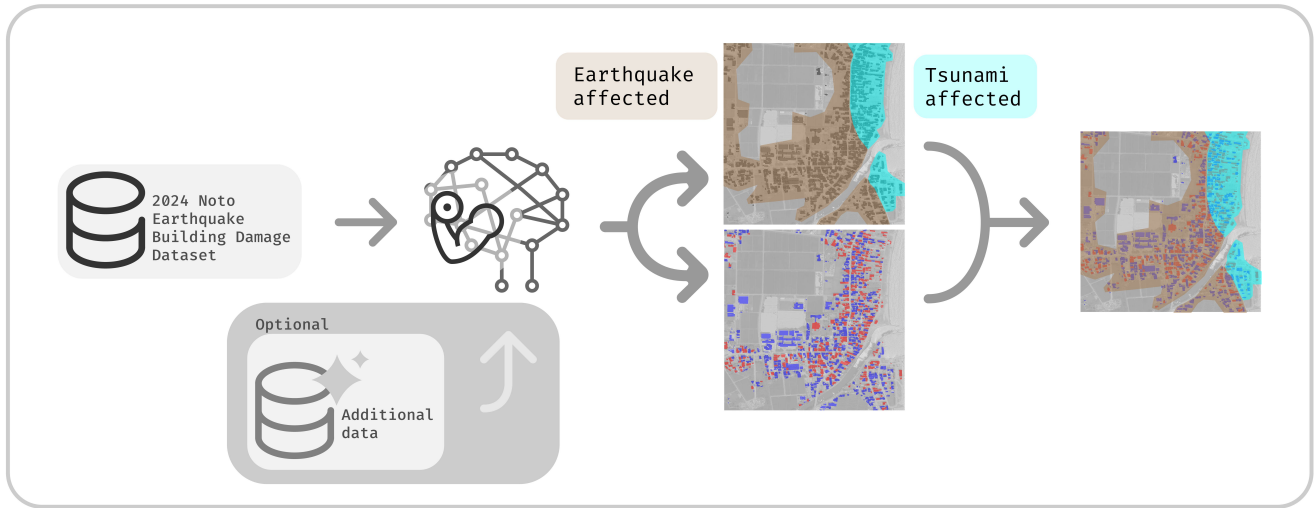 2024 Noto
Earthquake
Building Damage
Dataset
Optional
Additional
data
Earthquake
affected
Tsunami
affected